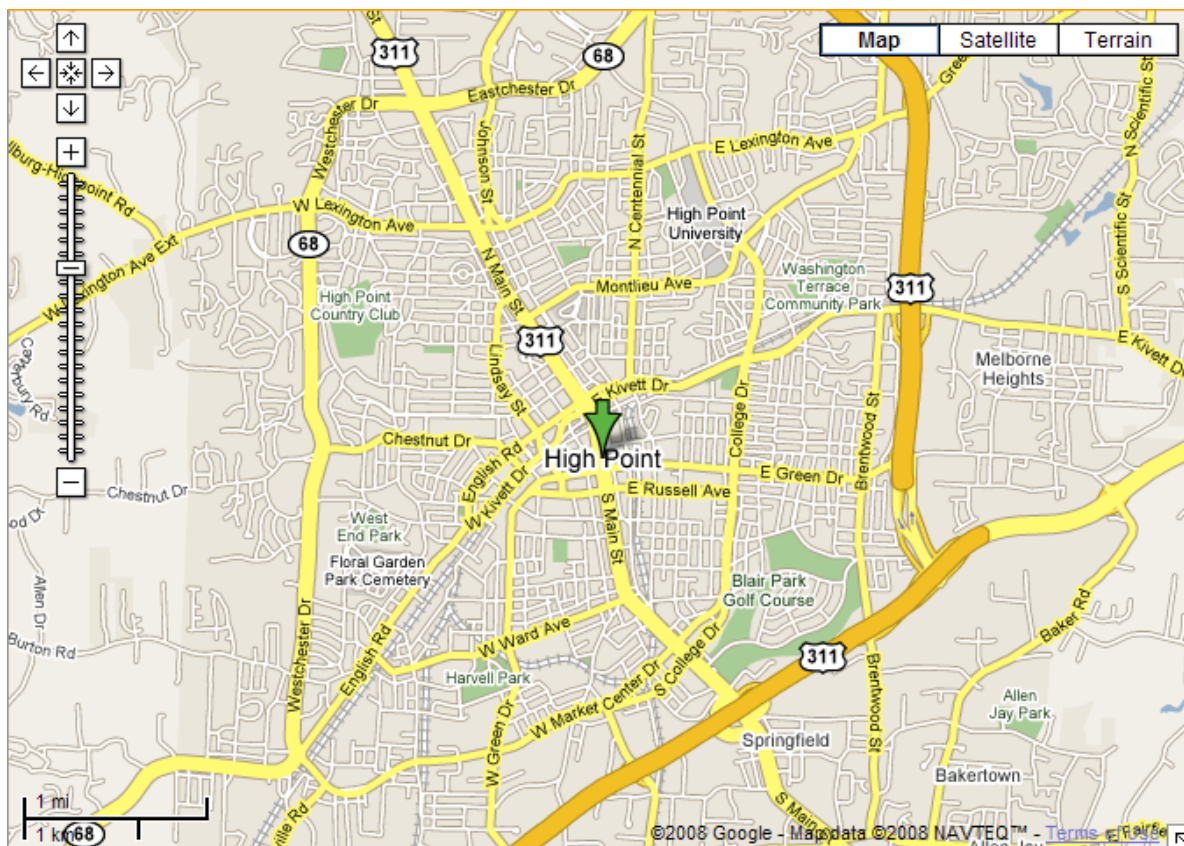 311
68
Map
Satellite
Terrain
Eastchester Dr
Westchester Dr
Johnson St
N Centennial St
E Lexington Ave
N Scientific St
W Lexington Ave
High Point
University
68
N Main St
S Scientific St
Montlieu Ave
Washington
Terrace
Community Park
311
High Point
Country Club
311
Lindsay St
E Kivett Dr
Melborne
Heights
E Kivett Dr
College Dr
Brentwood St
Chestnut Dr
English Rd
High Point
E Green Dr
W Kivett Dr
E Russell Ave
Chestnut Dr
S Main St
West
End Park
Floral Garden
Park Cemetery
Blair Park
Golf Course
Allen Dr
Baker Rd
Burton Rd
W Ward Ave
311
Westchester Dr
English Rd
Harvell Park
S College Dr
Brentwood St
W Market Center Dr
W Green Dr
Allen
Jay Park
Springfield
Bakertown
1 mi
S Main St
1 km
68
©2008 Google - Map data ©2008 NAVTEQ™ - Terms of Use